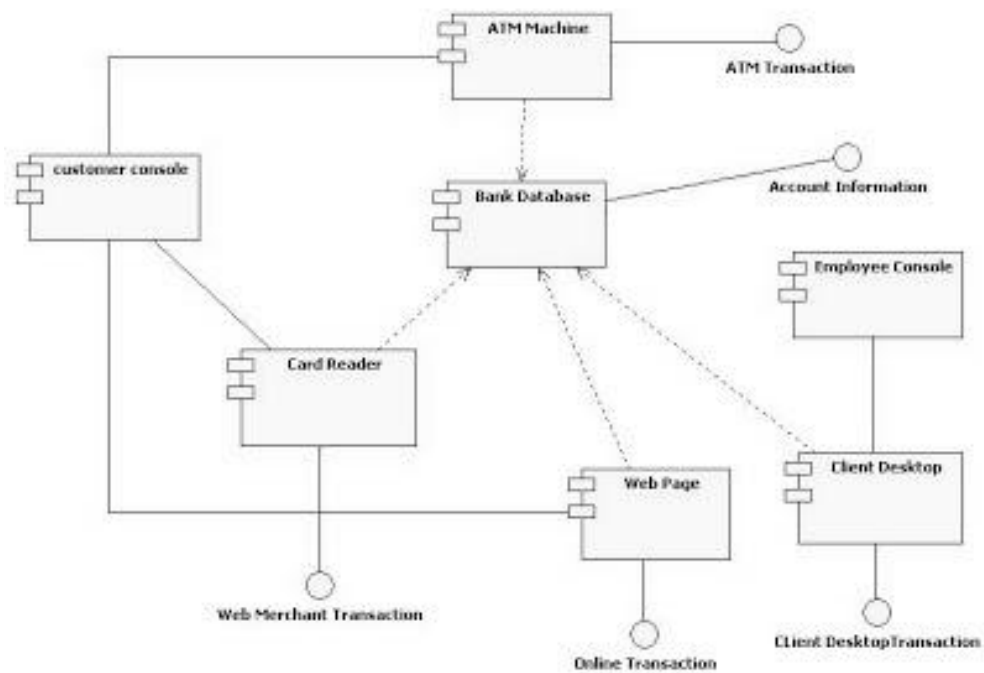 ATM Machine
ATM Transaction
customer console
Bank Database
Account Information
Employee Console
Card Reader
Client Desktop
Web Page
Web Merchant Transaction
CLient DesktopTransaction
Online Transaction